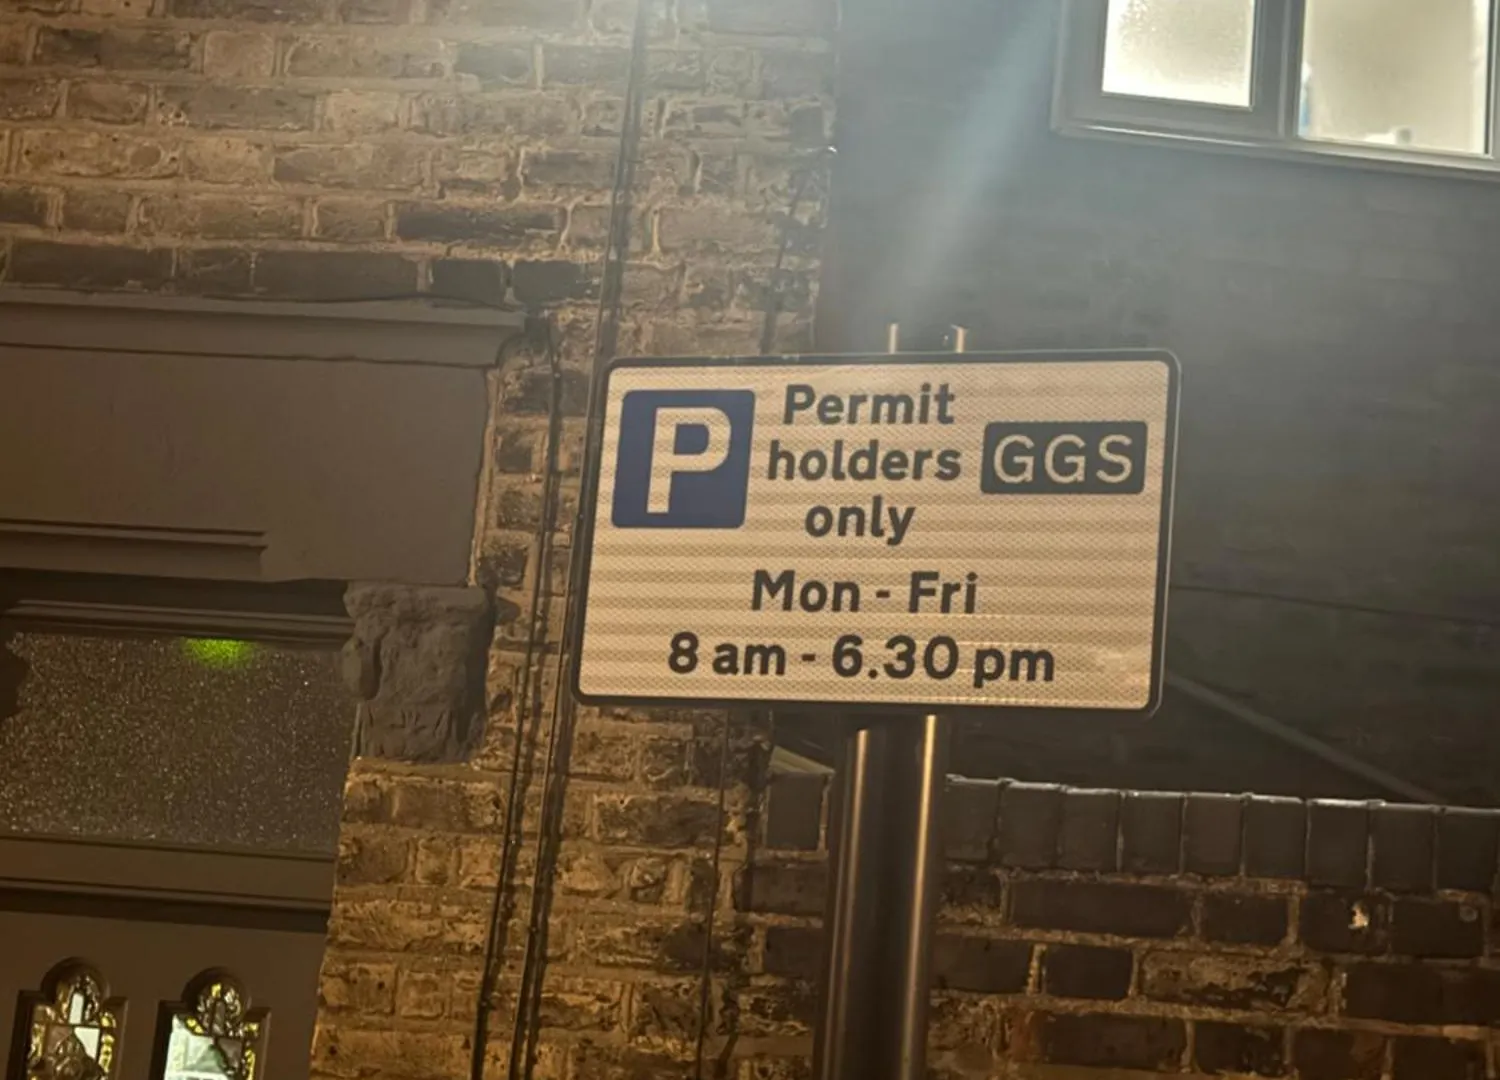 P
Permit
holders
only
GGS
Mon - Fri
8 am - 6.30 pm